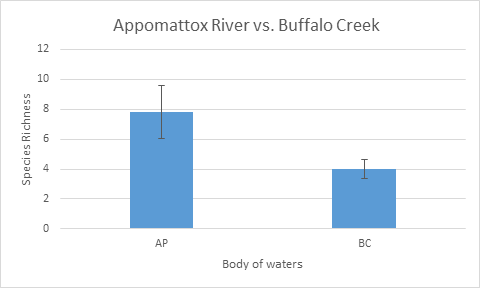 Appomattox River vs. Buffalo Creek
12
10
8
6
4
2
0
Species Richness
AP
BC
Body of waters